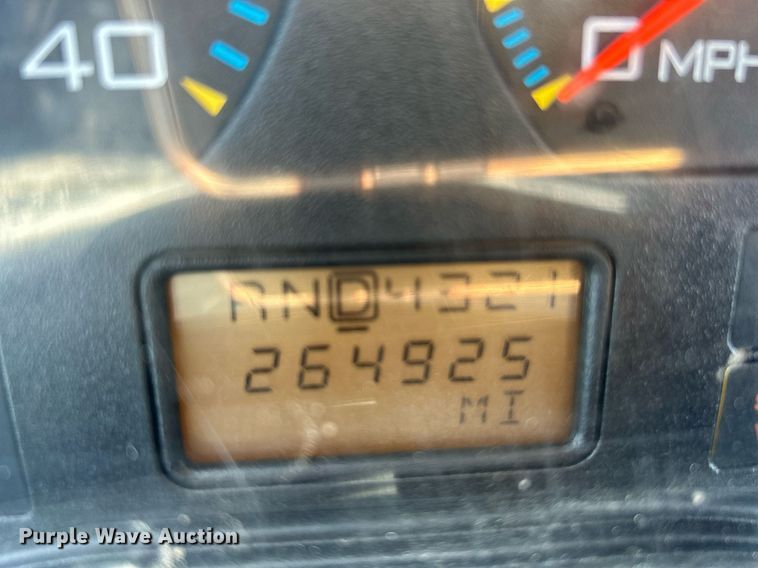 40
0 MPH
RND4321
264925
MI
Purple Wave Auction